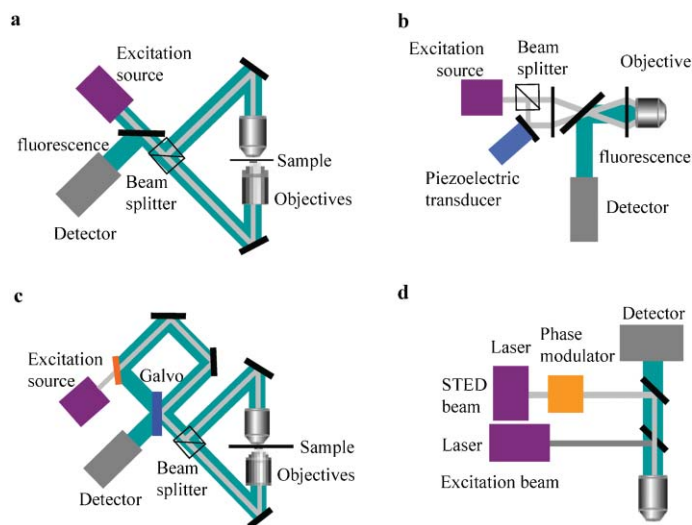 a
Excitation
source
fluorescence
Beam
splitter
Sample
Objectives
Detector
b
Excitation
source
Beam
splitter
Objective
fluorescence
Piezoelectric
transducer
Detector
c
Excitation
source
Galvo
Beam
splitter
Sample
Objectives
Detector
d
Detector
Laser
Phase
modulator
STED
beam
Laser
Excitation beam